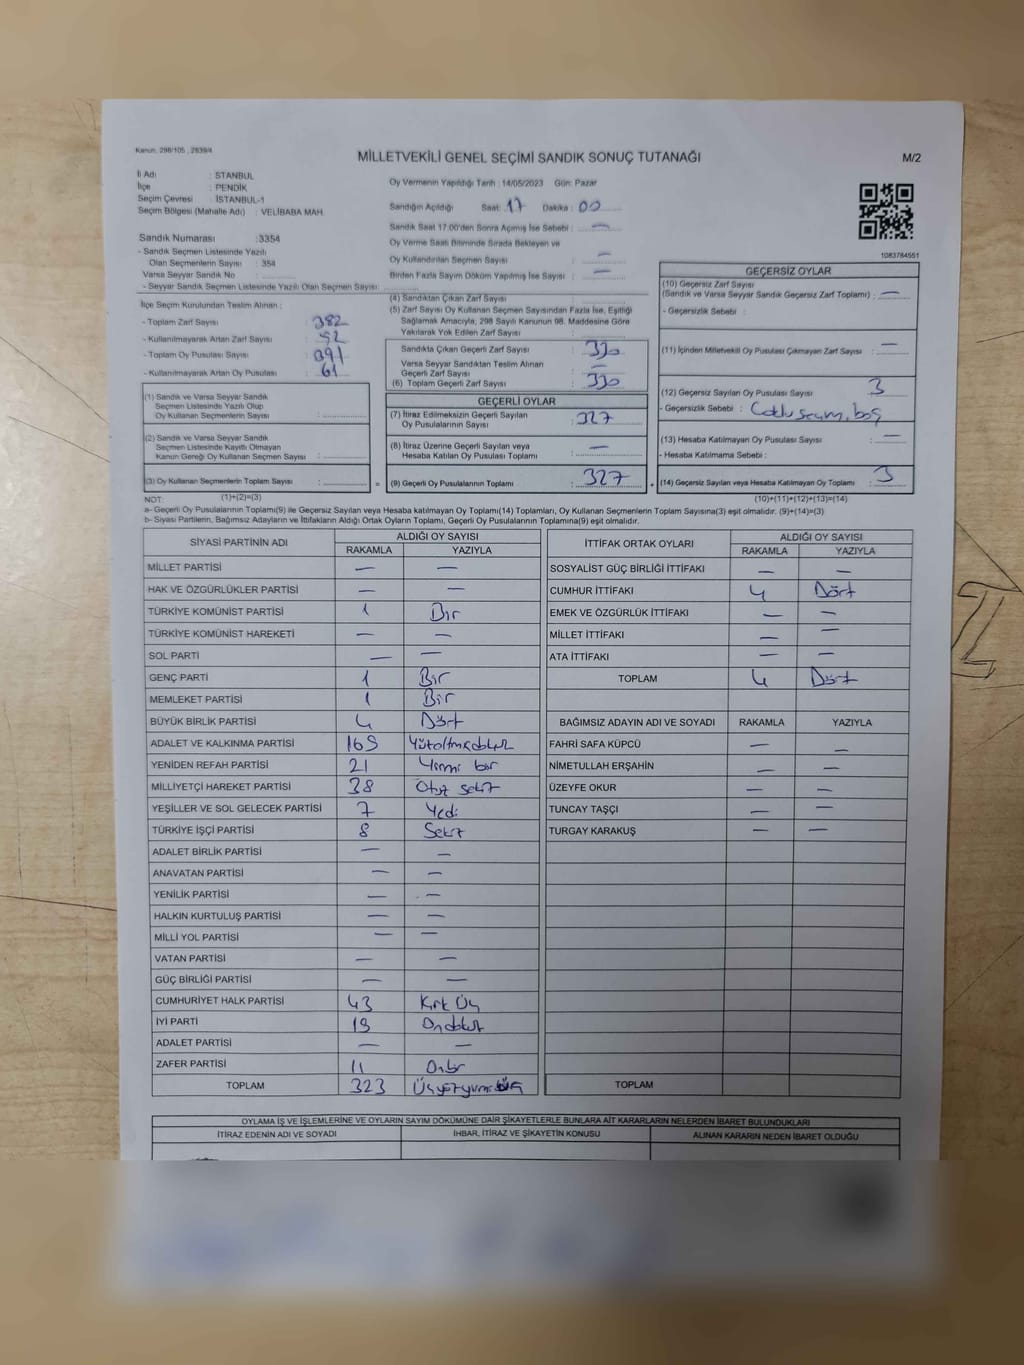 Kanun: 298/105 , 2839/4
MİLLETVEKİLİ GENEL SEÇİMİ SANDIK SONUÇ TUTANAĞI
M/2
İl Adı : İSTANBUL
İlçe : PENDİK
Seçim Çevresi : İSTANBUL-1
Seçim Bölgesi (Mahalle Adı) : VELİBABA MAH.
Oy Vermenin Yapıldığı Tarih : 14/05/2023 Gün: Pazar
Sandığın Açıldığı Saat: 17 Dakika : 00
Sandık Saat 17.00'den Sonra Açılmış İse Sebebi : —
Oy Verme Saati Bitiminde Sırada Bekleyen ve
Oy Kullandırılan Seçmen Sayısı : —
Birden Fazla Sayım Döküm Yapılmış İse Sayısı : —
1083784551
Sandık Numarası : 3354
- Sandık Seçmen Listesinde Yazılı
Olan Seçmenlerin Sayısı : 354
Varsa Seyyar Sandık No :
- Seyyar Sandık Seçmen Listesinde Yazılı Olan Seçmen Sayısı :
İlçe Seçim Kurulundan Teslim Alınan :
- Toplam Zarf Sayısı : 382
- Kullanılmayarak Artan Zarf Sayısı : 52
- Toplam Oy Pusulası Sayısı : 391
- Kullanılmayarak Artan Oy Pusulası : 61
(1) Sandık ve Varsa Seyyar Sandık
Seçmen Listesinde Yazılı Olup
Oy Kullanan Seçmenlerin Sayısı :
(2) Sandık ve Varsa Seyyar Sandık
Seçmen Listesinde Kayıtlı Olmayan
Kanun Gereği Oy Kullanan Seçmen Sayısı :
(3) Oy Kullanan Seçmenlerin Toplam Sayısı :
(1)+(2)=(3)
(4) Sandıktan Çıkan Zarf Sayısı :
(5) Zarf Sayısı Oy Kullanan Seçmen Sayısından Fazla İse, Eşitliği
Sağlamak Amacıyla, 298 Sayılı Kanunun 98. Maddesine Göre
Yakılarak Yok Edilen Zarf Sayısı :
Sandıkta Çıkan Geçerli Zarf Sayısı : 330
Varsa Seyyar Sandıktan Teslim Alınan
Geçerli Zarf Sayısı : —
(6) Toplam Geçerli Zarf Sayısı : 330
GEÇERLİ OYLAR
(7) İtiraz Edilmeksizin Geçerli Sayılan
Oy Pusulalarının Sayısı : 327
(8) İtiraz Üzerine Geçerli Sayılan veya
Hesaba Katılan Oy Pusulası Toplamı : —
= (9) Geçerli Oy Pusulalarının Toplamı : 327
GEÇERSİZ OYLAR
(10) Geçersiz Zarf Sayısı
(Sandık ve Varsa Seyyar Sandık Geçersiz Zarf Toplamı) : —
- Geçersizlik Sebebi :
(11) İçinden Milletvekili Oy Pusulası Çıkmayan Zarf Sayısı : —
(12) Geçersiz Sayılan Oy Pusulası Sayısı : 3
- Geçersizlik Sebebi : Çoklu seçim, boş
(13) Hesaba Katılmayan Oy Pusulası Sayısı : —
- Hesaba Katılmama Sebebi :
+ (14) Geçersiz Sayılan veya Hesaba Katılmayan Oy Toplamı : 3
(10)+(11)+(12)+(13)=(14)
NOT:
a- Geçerli Oy Pusulalarının Toplamı(9) ile Geçersiz Sayılan veya Hesaba katılmayan Oy Toplamı(14) Toplamları, Oy Kullanan Seçmenlerin Toplam Sayısına(3) eşit olmalıdır. (9)+(14)=(3)
b- Siyasi Partilerin, Bağımsız Adayların ve İttifakların Aldığı Ortak Oyların Toplamı, Geçerli Oy Pusulalarının Toplamına(9) eşit olmalıdır.
SİYASİ PARTİNİN ADI ALDIĞI OY SAYISI
RAKAMLA YAZIYLA
MİLLET PARTİSİ — —
HAK VE ÖZGÜRLÜKLER PARTİSİ — —
TÜRKİYE KOMÜNİST PARTİSİ 1 Bir
TÜRKİYE KOMÜNİST HAREKETİ — —
SOL PARTİ — —
GENÇ PARTİ 1 Bir
MEMLEKET PARTİSİ 1 Bir
BÜYÜK BİRLİK PARTİSİ 4 Dört
ADALET VE KALKINMA PARTİSİ 169 Yüzaltmışdokuz
YENİDEN REFAH PARTİSİ 21 Yirmi bir
MİLLİYETÇİ HAREKET PARTİSİ 38 Otuz sekiz
YEŞİLLER VE SOL GELECEK PARTİSİ 7 Yedi
TÜRKİYE İŞÇİ PARTİSİ 8 Sekiz
ADALET BİRLİK PARTİSİ — —
ANAVATAN PARTİSİ — —
YENİLİK PARTİSİ — —
HALKIN KURTULUŞ PARTİSİ — —
MİLLİ YOL PARTİSİ — —
VATAN PARTİSİ — —
GÜÇ BİRLİĞİ PARTİSİ — —
CUMHURİYET HALK PARTİSİ 43 Kırk Üç
İYİ PARTİ 19 Ondokuz
ADALET PARTİSİ — —
ZAFER PARTİSİ 11 Onbir
TOPLAM 323 Üçyüzyirmi üç
İTTİFAK ORTAK OYLARI ALDIĞI OY SAYISI
RAKAMLA YAZIYLA
SOSYALİST GÜÇ BİRLİĞİ İTTİFAKI — —
CUMHUR İTTİFAKI 4 Dört
EMEK VE ÖZGÜRLÜK İTTİFAKI — —
MİLLET İTTİFAKI — —
ATA İTTİFAKI — —
TOPLAM 4 Dört
BAĞIMSIZ ADAYIN ADI VE SOYADI RAKAMLA YAZIYLA
FAHRİ SAFA KÜPCÜ — —
NİMETULLAH ERŞAHİN — —
ÜZEYFE OKUR — —
TUNCAY TAŞÇI — —
TURGAY KARAKUŞ — —
TOPLAM
OYLAMA İŞ VE İŞLEMLERİNE VE OYLARIN SAYIM DÖKÜMÜNE DAİR ŞİKAYETLERLE BUNLARA AİT KARARLARIN NELERDEN İBARET BULUNDUKLARI
İTİRAZ EDENİN ADI VE SOYADI İHBAR, İTİRAZ VE ŞİKAYETİN KONUSU ALINAN KARARIN NEDEN İBARET OLDUĞU